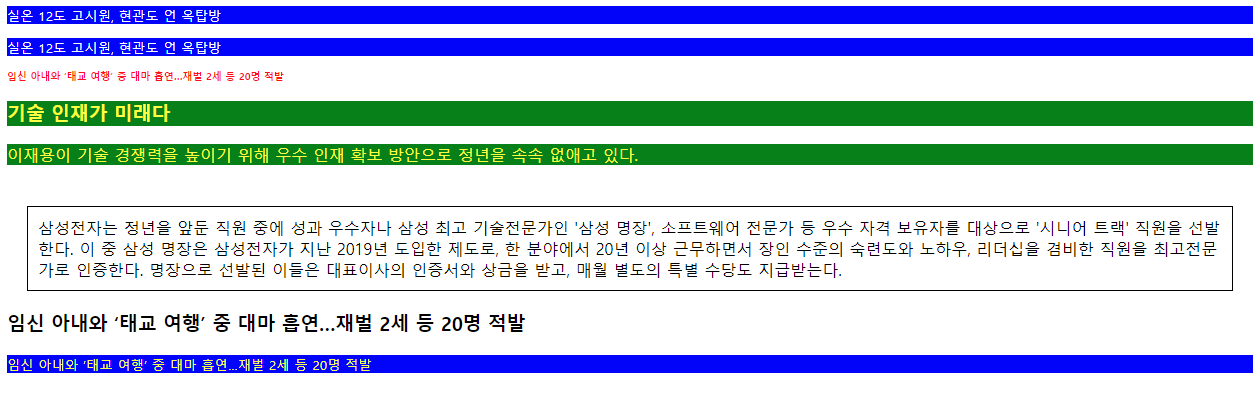 실온 12도 고시원, 현관도 언 옥탑방
실온 12도 고시원, 현관도 언 옥탑방
임신 아내와 ‘태교 여행’ 중 대마 흡연…재벌 2세 등 20명 적발
기술 인재가 미래다
이재용이 기술 경쟁력을 높이기 위해 우수 인재 확보 방안으로 정년을 속속 없애고 있다.
삼성전자는 정년을 앞둔 직원 중에 성과 우수자나 삼성 최고 기술전문가인 '삼성 명장', 소프트웨어 전문가 등 우수 자격 보유자를 대상으로 '시니어 트랙' 직원을 선발
한다. 이 중 삼성 명장은 삼성전자가 지난 2019년 도입한 제도로, 한 분야에서 20년 이상 근무하면서 장인 수준의 숙련도와 노하우, 리더십을 겸비한 직원을 최고전문
가로 인증한다. 명장으로 선발된 이들은 대표이사의 인증서와 상금을 받고, 매월 별도의 특별 수당도 지급받는다.
임신 아내와 ‘태교 여행’ 중 대마 흡연…재벌 2세 등 20명 적발
임신 아내와 ‘태교 여행’ 중 대마 흡연…재벌 2세 등 20명 적발